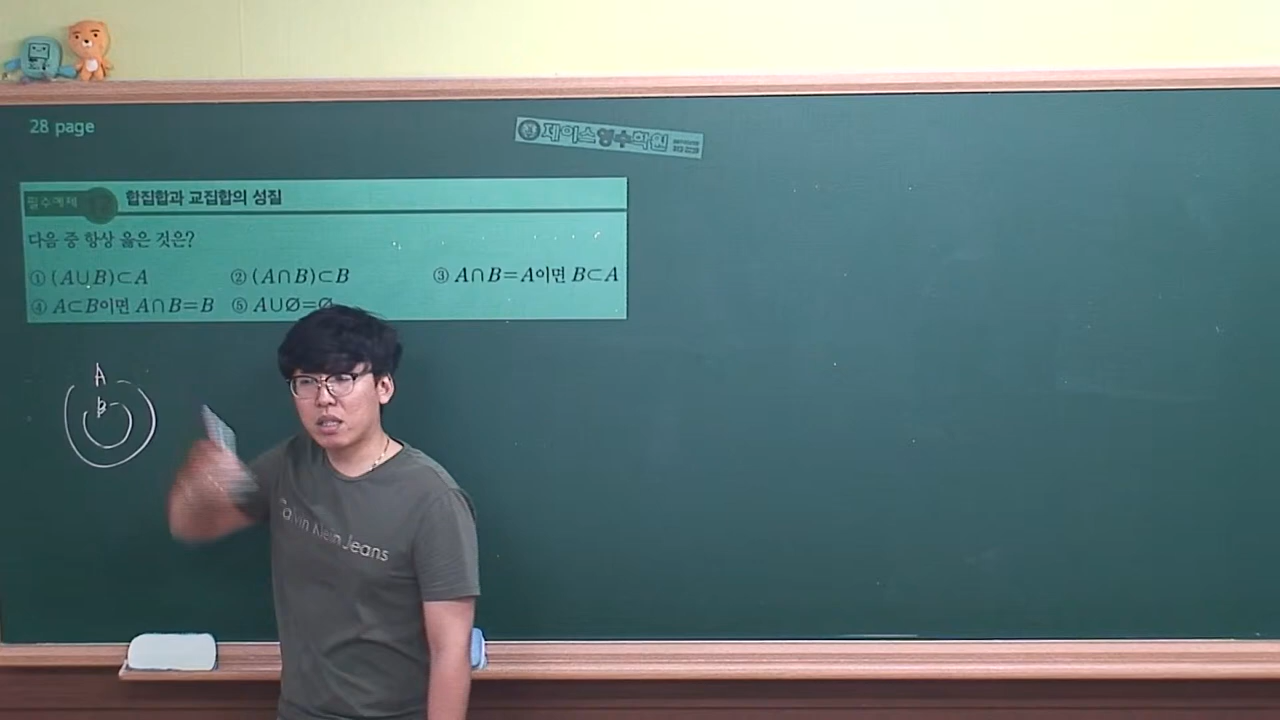 28 page
제이스영수학원
필수예제
합집합과 교집합의 성질
다음 중 항상 옳은 것은?
① (A∪B)⊂A ② (A∩B)⊂B ③ A∩B=A이면 B⊂A
④ A⊂B이면 A∩B=B ⑤ A∪∅=∅
A
B
Calvin Klein Jeans